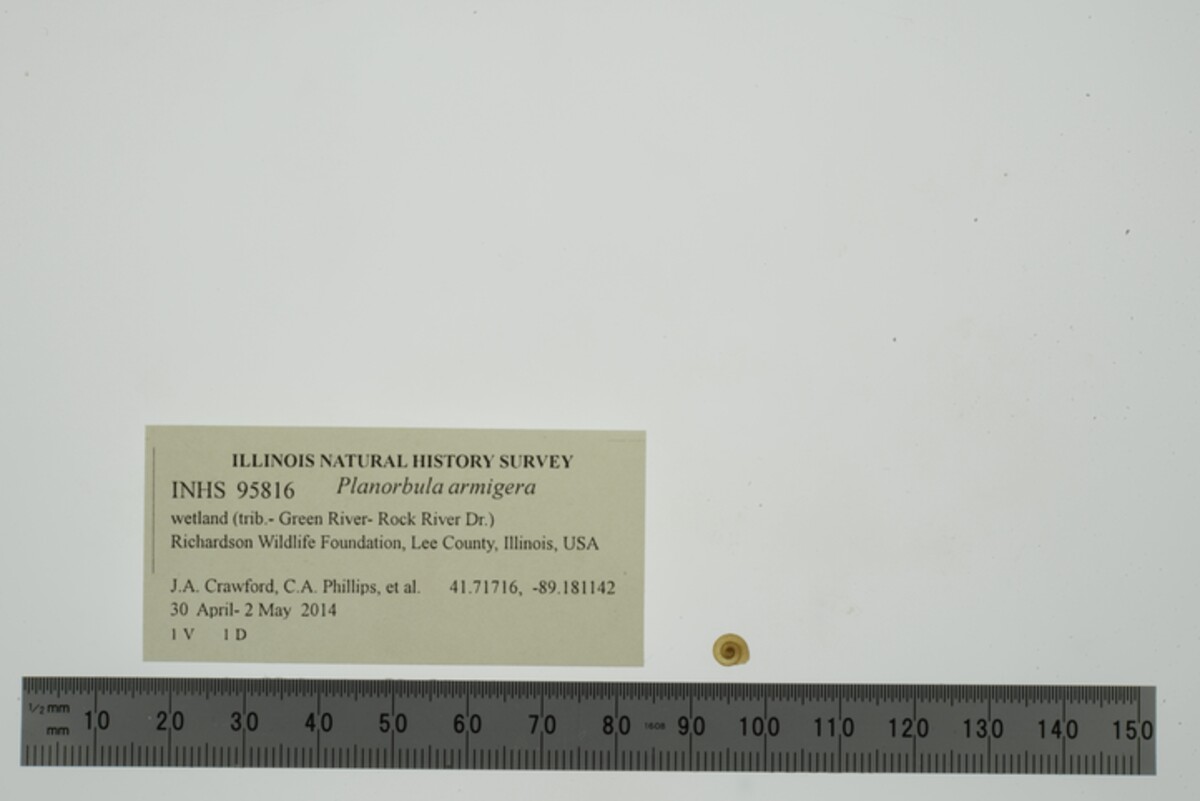 ILLINOIS NATURAL HISTORY SURVEY
INHS 95816 Planorbula armigera
wetland (trib.- Green River- Rock River Dr.)
Richardson Wildlife Foundation, Lee County, Illinois, USA
J.A. Crawford, C.A. Phillips, et al. 41.71716, -89.181142
30 April- 2 May 2014
1 V 1 D
1/2 mm
mm 10 20 30 40 50 60 70 80 1608 90 100 110 120 130 140 150